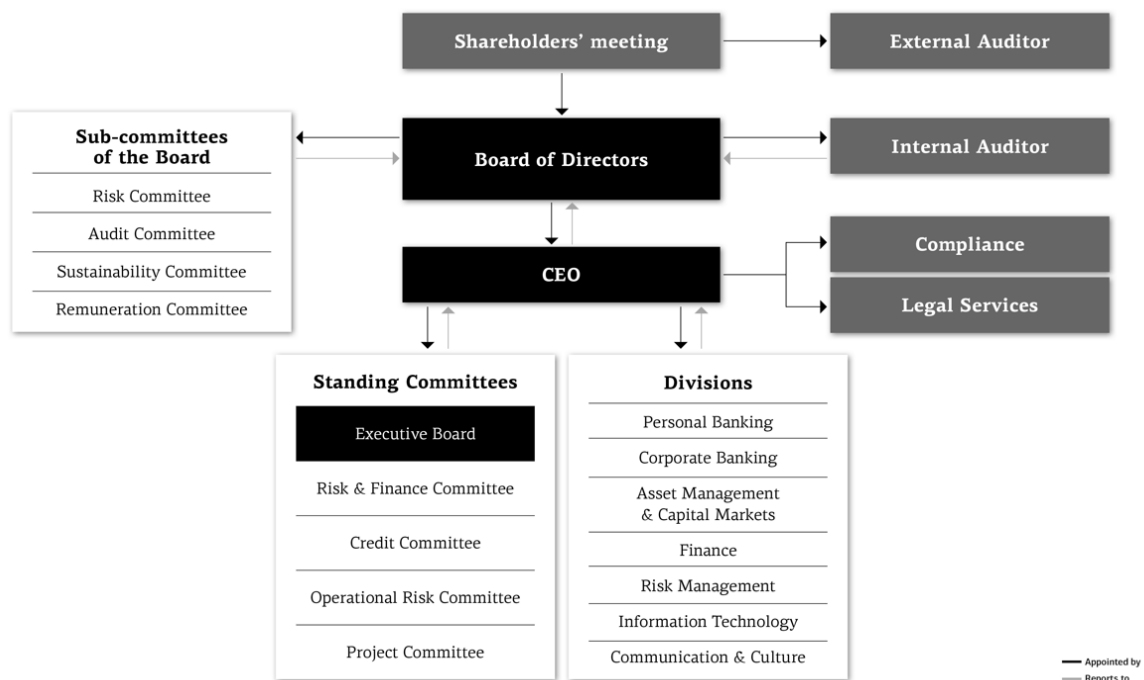 Shareholders’ meeting
External Auditor
Sub-committees
of the Board
Risk Committee
Audit Committee
Sustainability Committee
Remuneration Committee
Board of Directors
Internal Auditor
CEO
Compliance
Legal Services
Standing Committees
Executive Board
Risk & Finance Committee
Credit Committee
Operational Risk Committee
Project Committee
Divisions
Personal Banking
Corporate Banking
Asset Management
& Capital Markets
Finance
Risk Management
Information Technology
Communication & Culture
Appointed by
Reports to